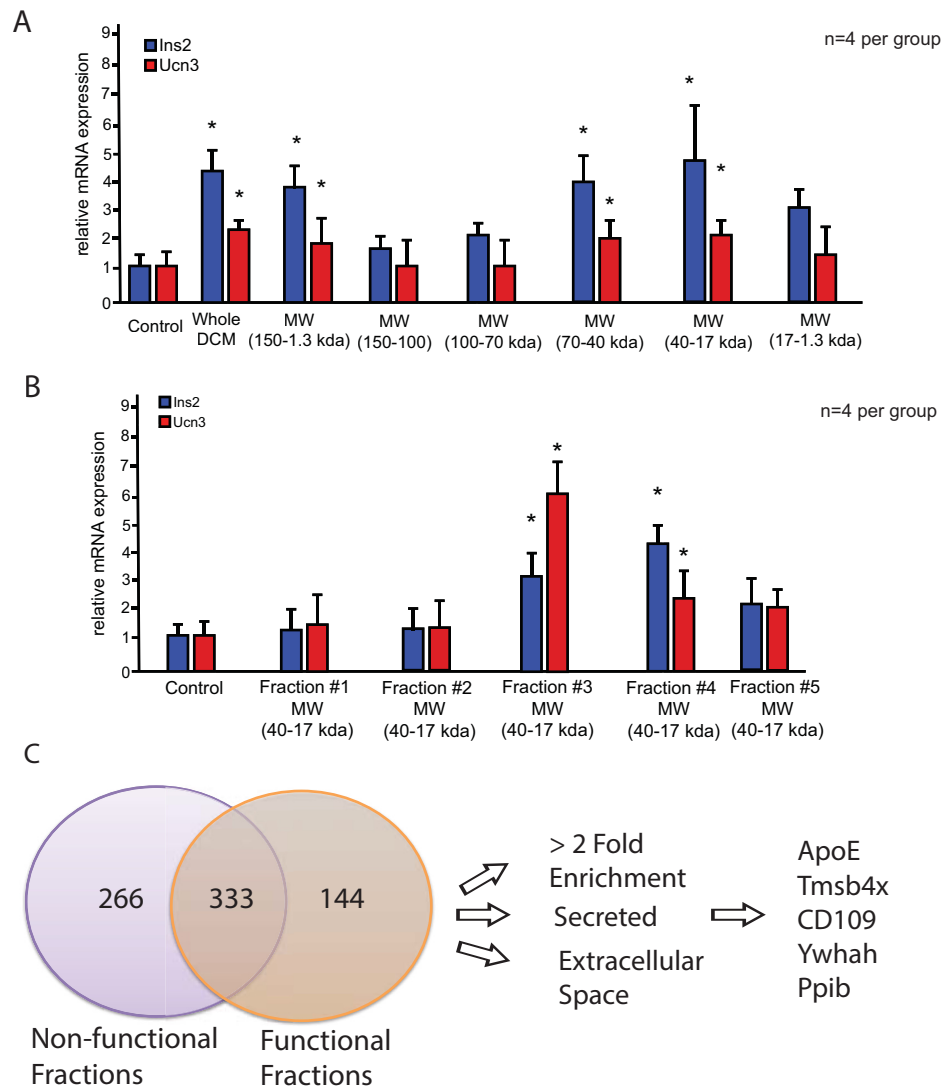 A
n=4 per group
Ins2
Ucn3
relative mRNA expression
9
8
7
6
5
4
3
2
1
0
Control
Whole
DCM
MW
(150-1.3 kda)
MW
(150-100)
MW
(100-70 kda)
MW
(70-40 kda)
MW
(40-17 kda)
MW
(17-1.3 kda)
* * * * * * * *
B
n=4 per group
Ins2
Ucn3
relative mRNA expression
9
8
7
6
5
4
3
2
1
0
* * * *
Control
Fraction #1
MW
(40-17 kda)
Fraction #2
MW
(40-17 kda)
Fraction #3
MW
(40-17 kda)
Fraction #4
MW
(40-17 kda)
Fraction #5
MW
(40-17 kda)
C
266
333
144
Non-functional
Fractions
Functional
Fractions
> 2 Fold
Enrichment
Secreted
Extracellular
Space
ApoE
Tmsb4x
CD109
Ywhah
Ppib